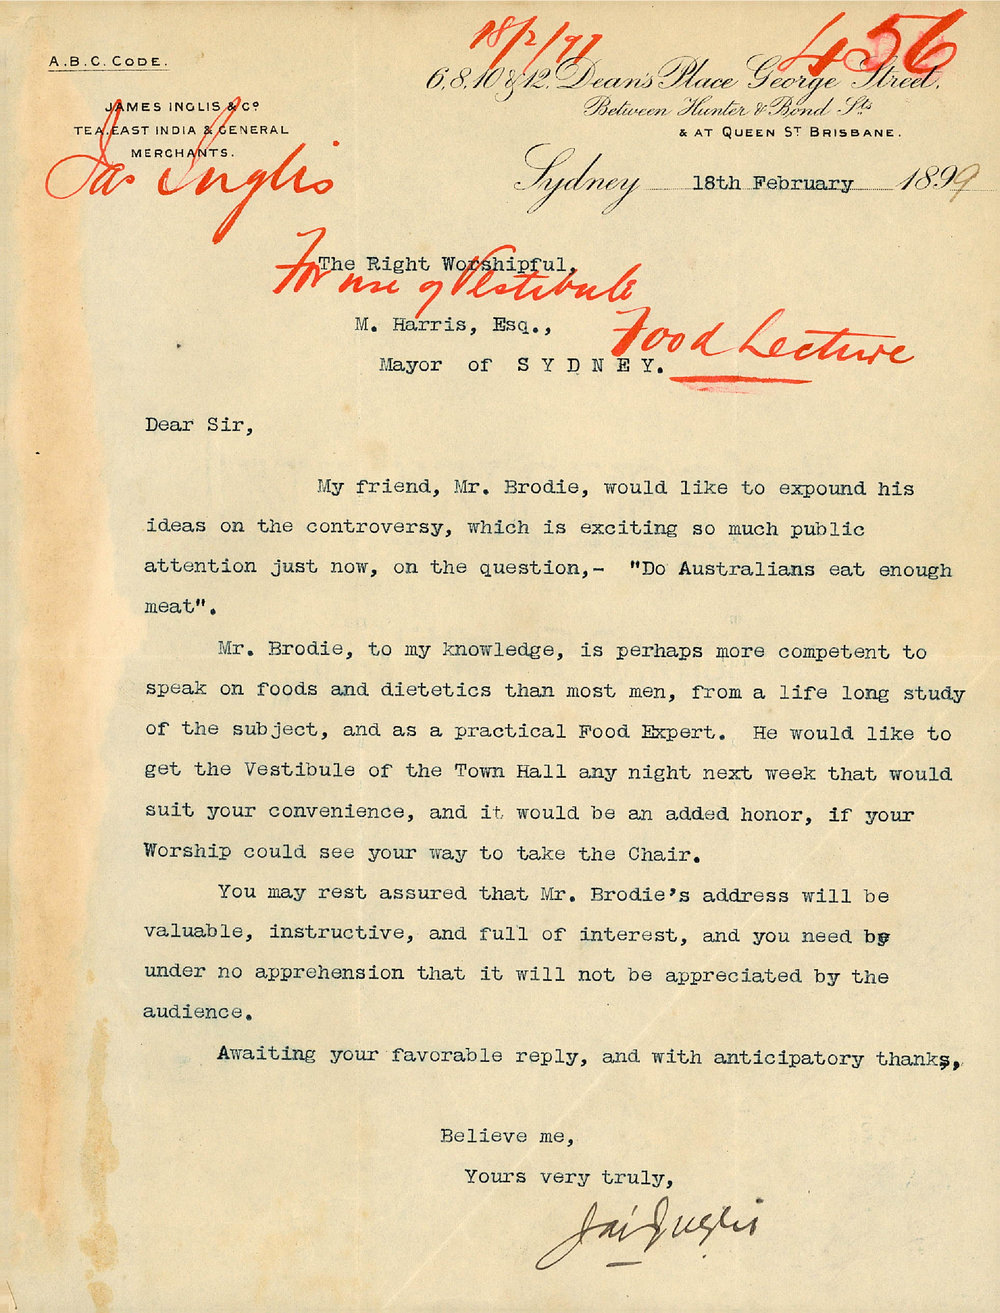 18/2/99 456
A.B.C. CODE.
6, 8, 10 & 12, Dean's Place George Street,
Between Hunter & Bond Sts
JAMES INGLIS & Co
TEA, EAST INDIA & GENERAL
MERCHANTS.
& AT QUEEN ST BRISBANE.
Jas Inglis
Sydney 18th February 1899
The Right Worshipful,
For use of Vestibule
M. Harris, Esq.,
Food Lecture
Mayor of SYDNEY.
Dear Sir,
My friend, Mr. Brodie, would like to expound his
ideas on the controversy, which is exciting so much public
attention just now, on the question,- "Do Australians eat enough
meat".
Mr. Brodie, to my knowledge, is perhaps more competent to
speak on foods and dietetics than most men, from a life long study
of the subject, and as a practical Food Expert. He would like to
get the Vestibule of the Town Hall any night next week that would
suit your convenience, and it would be an added honor, if your
Worship could see your way to take the Chair.
You may rest assured that Mr. Brodie's address will be
valuable, instructive, and full of interest, and you need be
under no apprehension that it will not be appreciated by the
audience.
Awaiting your favorable reply, and with anticipatory thanks,
Believe me,
Yours very truly,
Jas Inglis